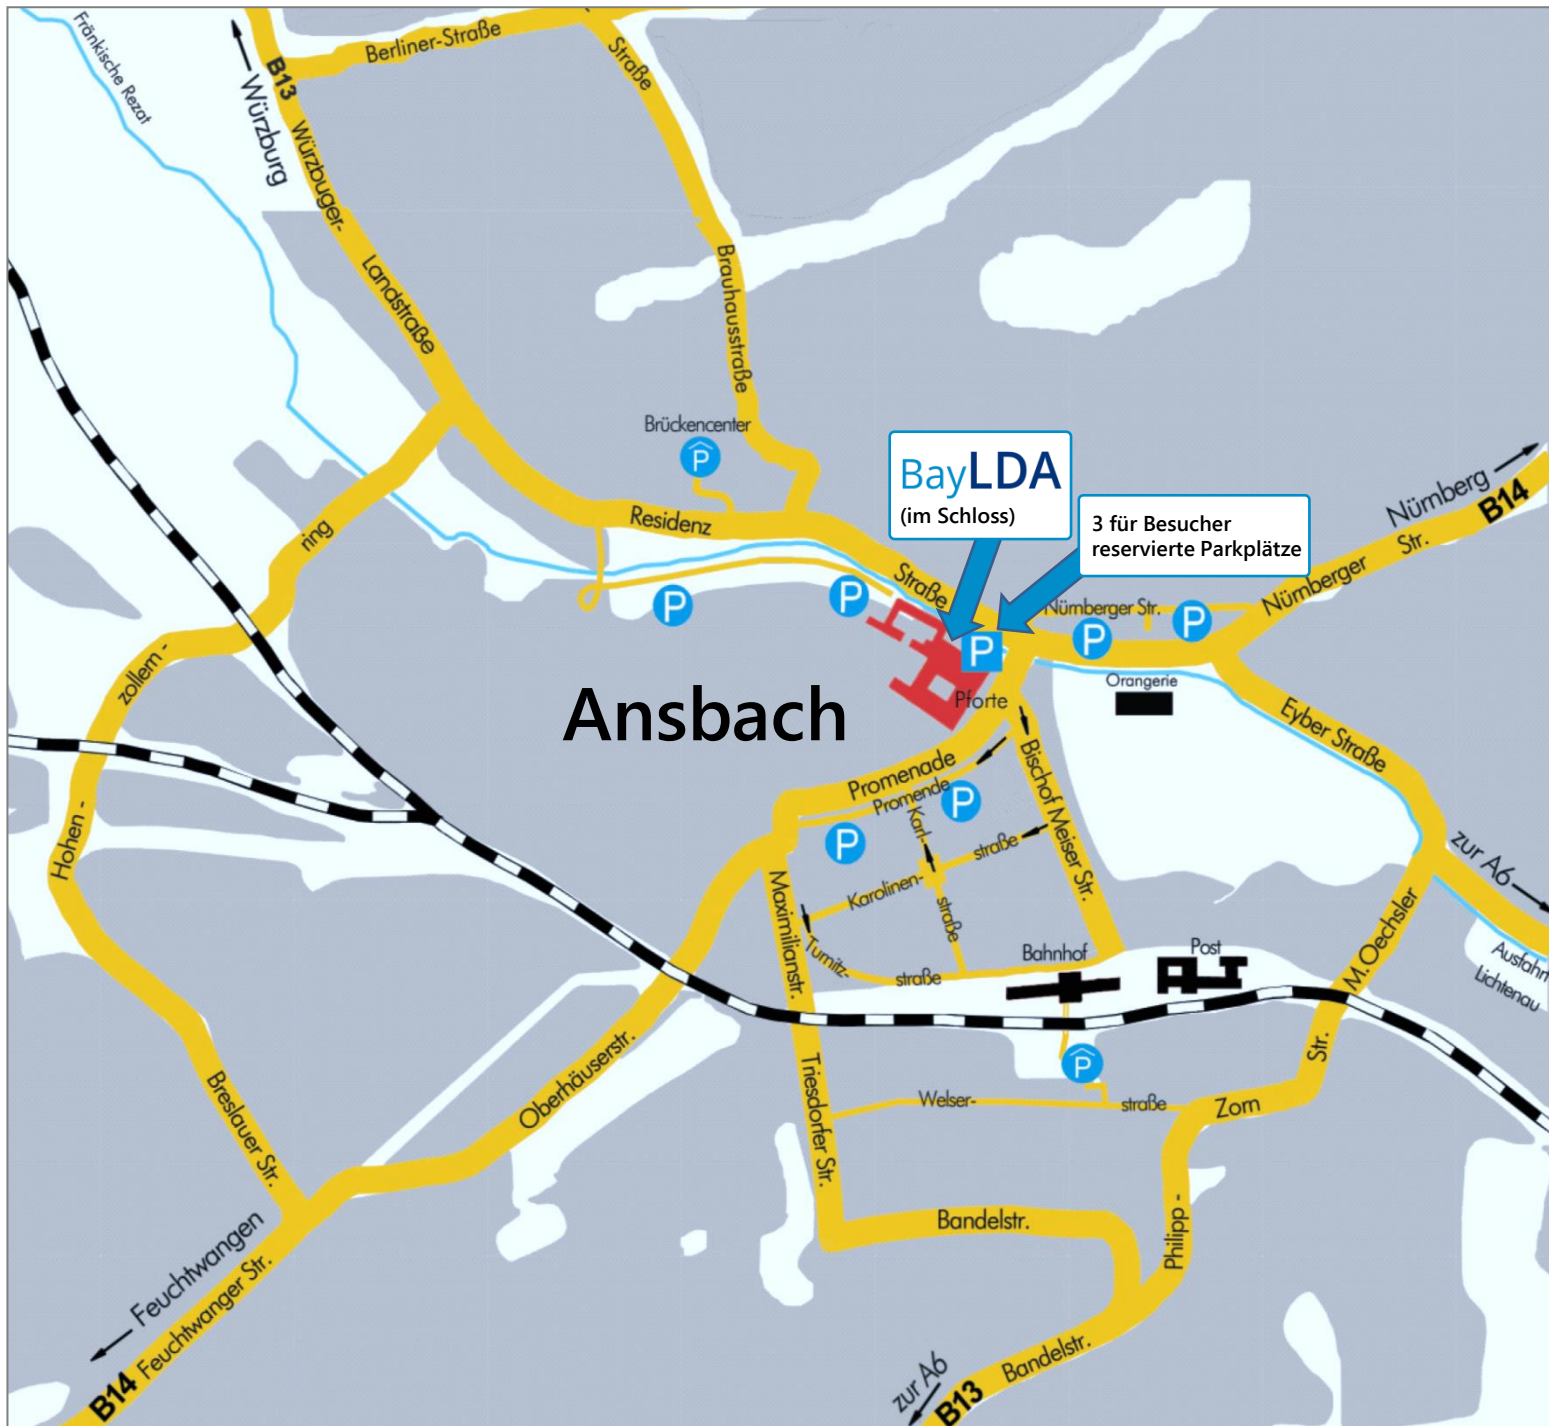 Fränkische Rezat
B13
Würzburg
Berliner-Straße
Straße
Würzbuger-
Landstraße
Brauhausstraße
Brückencenter
P
BayLDA
(im Schloss)
3 für Besucher
reservierte Parkplätze
Nürnberg
B14
Nürnberger
Str.
ring
Residenz
Straße
P
P
Nürnberger Str.
P
P
P
zollern-
Ansbach
Pforte
Orangerie
Eyber Straße
Promenade
Promende
P
P
Bischof Meiser Str.
Karl-
straße
Karolinen-
straße
Hohen-
Maximilianstr.
Turnitz-
straße
Bahnhof
Post
zur A6
M.Oechsler
Ausfahrt
Lichtenau
Str.
P
Oberhäuserstr.
Triesdorfer Str.
Welser-
straße
Zorn
Breslauer Str.
Bandelstr.
Philipp-
Feuchtwangen
Feuchtwanger Str.
B14
zur A6
B13
Bandelstr.